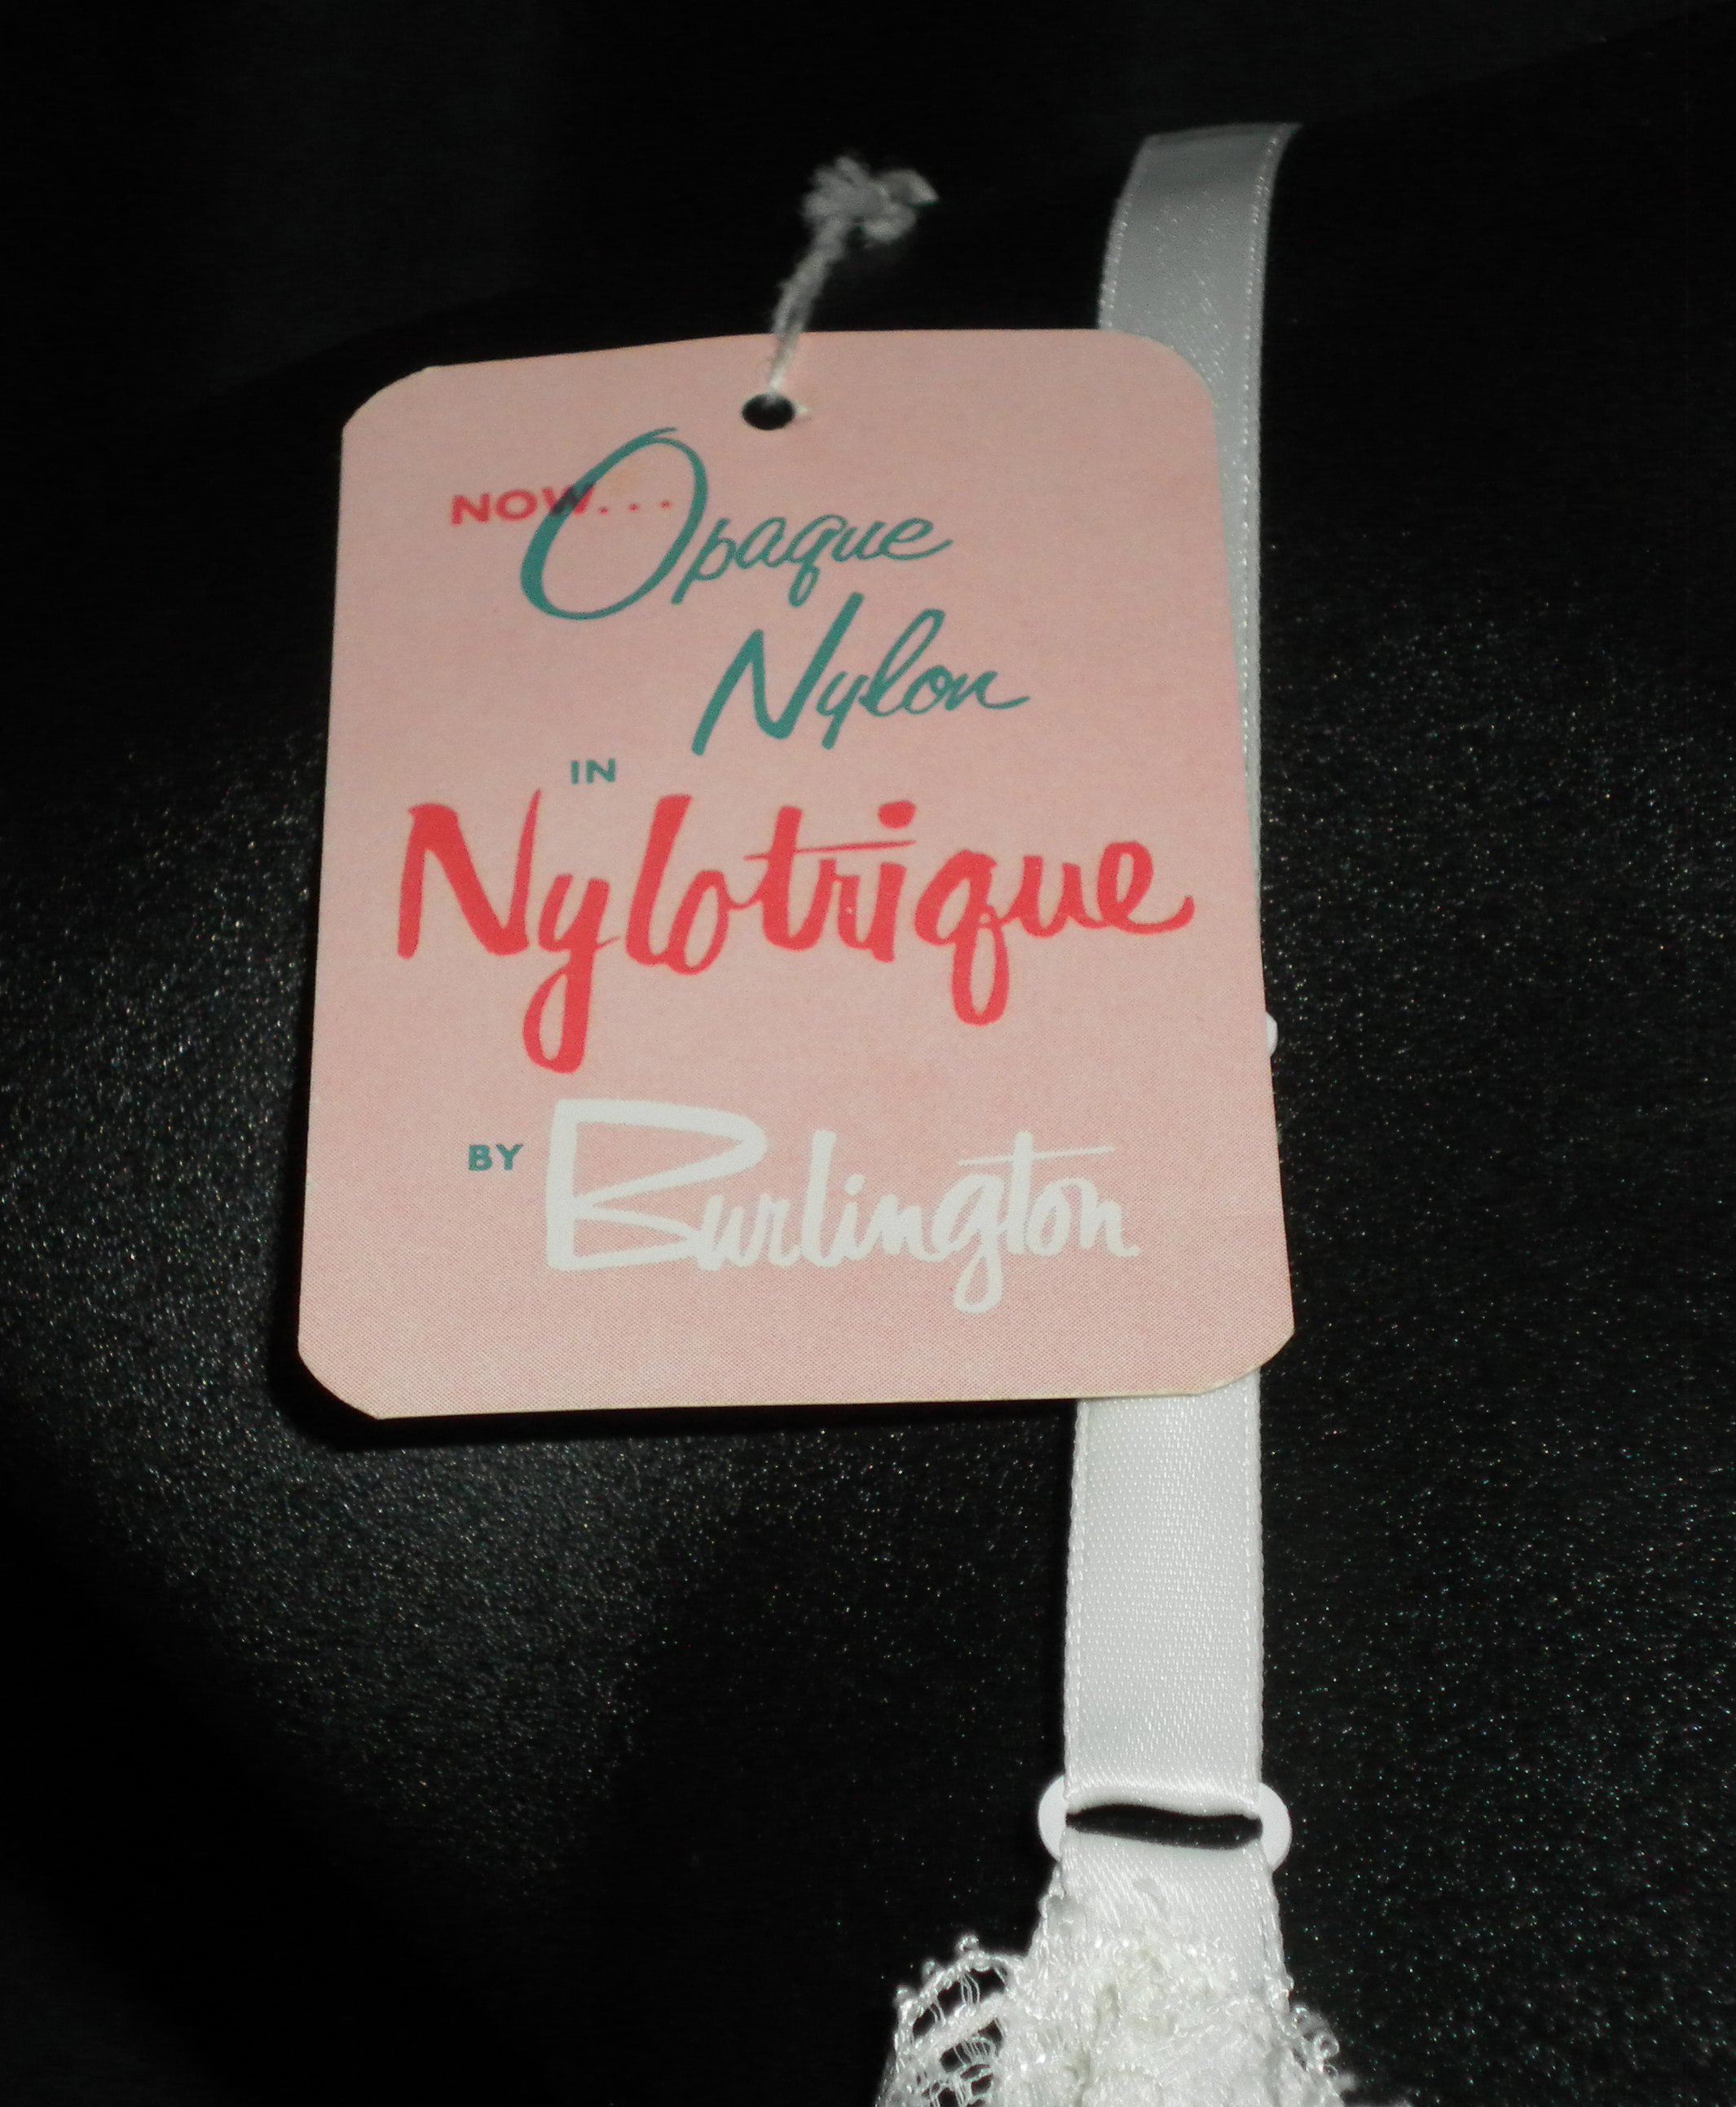 NOW... Opaque
Nylon
IN
Nylotrique
BY Burlington